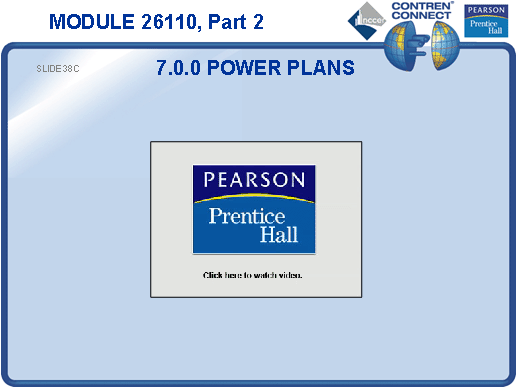 MODULE 26110, Part 2
nccer
CONTREN®
CONNECT
PEARSON
Prentice
Hall
SLIDE 38C
7.0.0 POWER PLANS
PEARSON
Prentice
Hall
Click here to watch video.